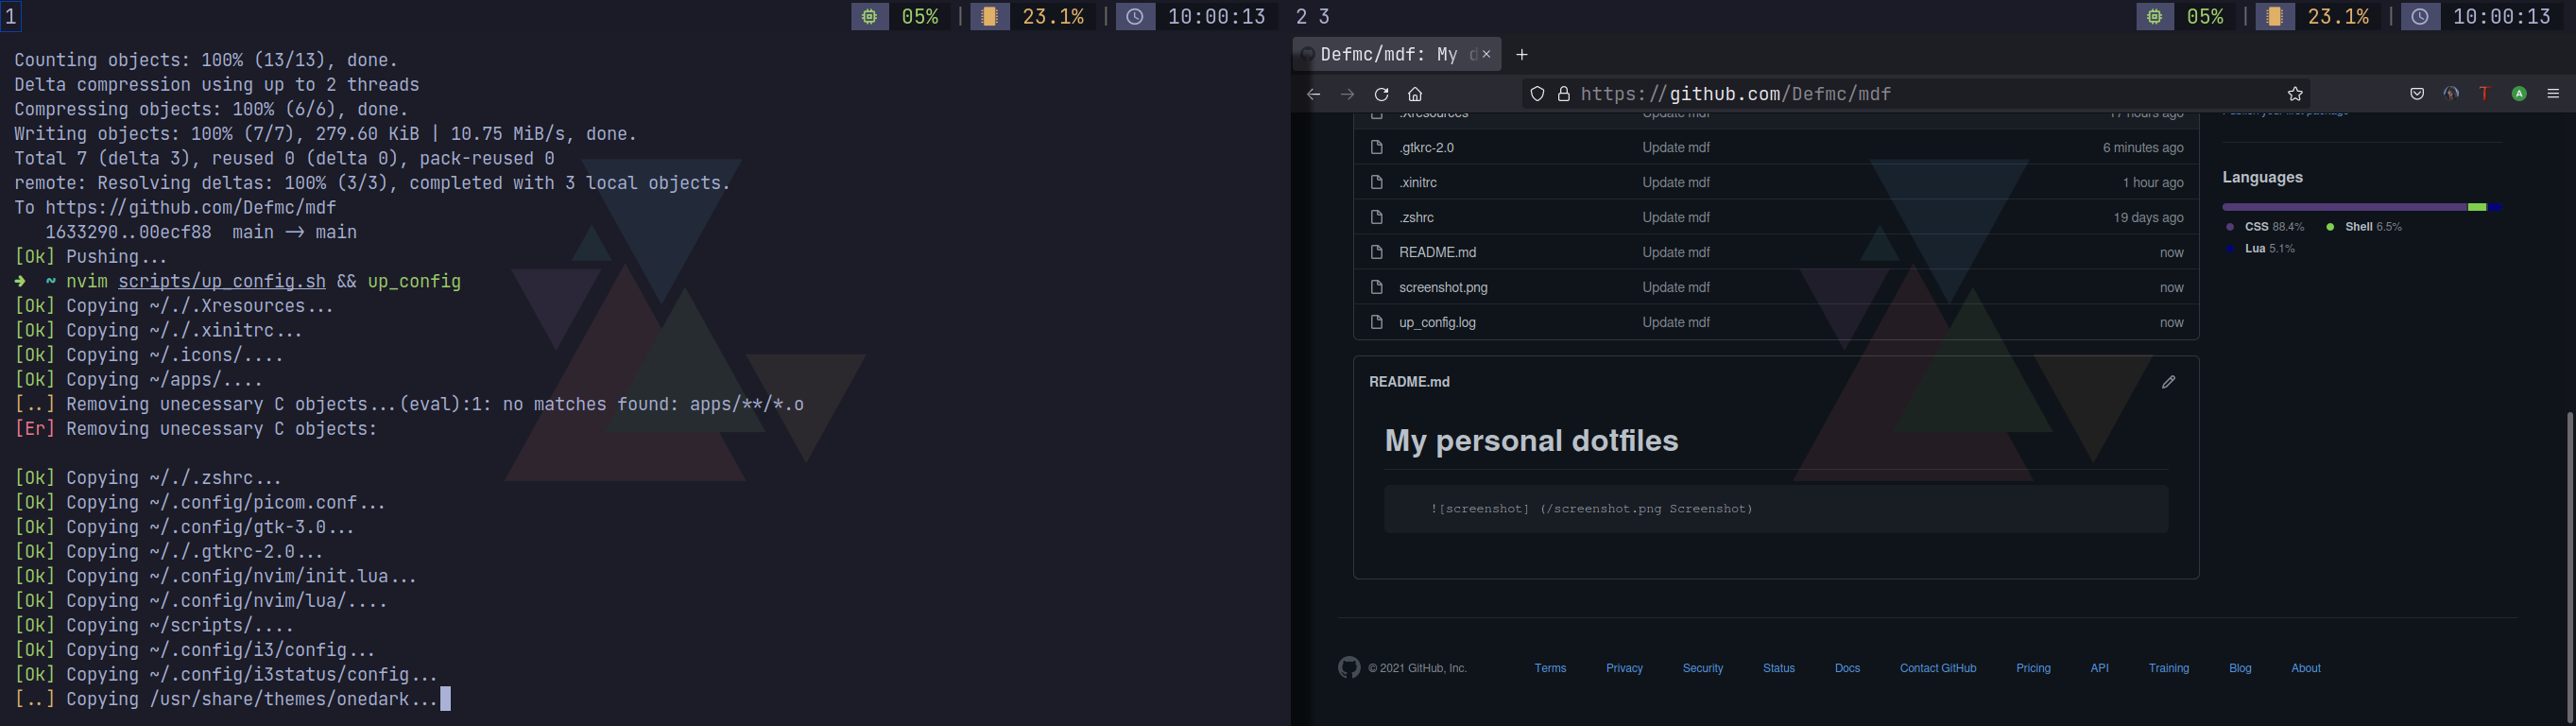 1
05% | 23.1% | 10:00:13
Counting objects: 100% (13/13), done.
Delta compression using up to 2 threads
Compressing objects: 100% (6/6), done.
Writing objects: 100% (7/7), 279.60 KiB | 10.75 MiB/s, done.
Total 7 (delta 3), reused 0 (delta 0), pack-reused 0
remote: Resolving deltas: 100% (3/3), completed with 3 local objects.
To https://github.com/Defmc/mdf
1633290..00ecf88  main -> main
[Ok] Pushing...
➜  ~ nvim scripts/up_config.sh && up_config
[Ok] Copying ~/./.Xresources...
[Ok] Copying ~/./.xinitrc...
[Ok] Copying ~/.icons/....
[Ok] Copying ~/apps/....
[..] Removing unecessary C objects...(eval):1: no matches found: apps/**/*.o
[Er] Removing unecessary C objects:
[Ok] Copying ~/./.zshrc...
[Ok] Copying ~/.config/picom.conf...
[Ok] Copying ~/.config/gtk-3.0...
[Ok] Copying ~/./.gtkrc-2.0...
[Ok] Copying ~/.config/nvim/init.lua...
[Ok] Copying ~/.config/nvim/lua/....
[Ok] Copying ~/scripts/....
[Ok] Copying ~/.config/i3/config...
[Ok] Copying ~/.config/i3status/config...
[..] Copying /usr/share/themes/onedark...
2 3
05% | 23.1% | 10:00:13
Defmc/mdf: My d
https://github.com/Defmc/mdf
.Xresources Update mdf 17 hours ago
.gtkrc-2.0 Update mdf 6 minutes ago
.xinitrc Update mdf 1 hour ago
.zshrc Update mdf 19 days ago
README.md Update mdf now
screenshot.png Update mdf now
up_config.log Update mdf now
README.md
My personal dotfiles
![screenshot] (/screenshot.png Screenshot)
Publish your first package
Languages
CSS 88.4% Shell 6.5%
Lua 5.1%
© 2021 GitHub, Inc. Terms Privacy Security Status Docs Contact GitHub Pricing API Training Blog About